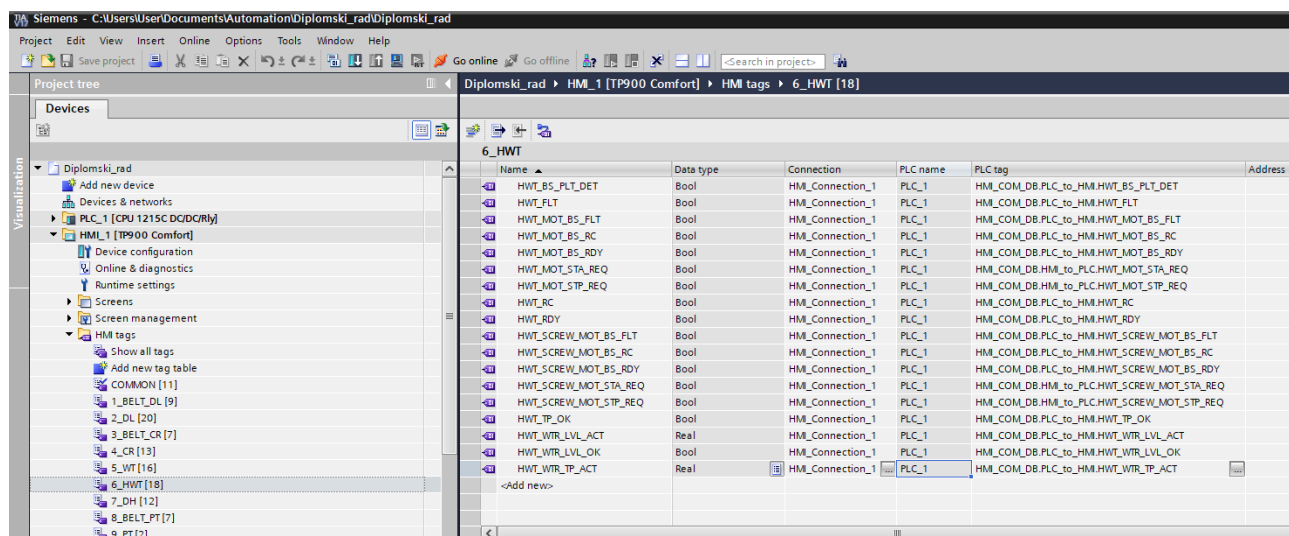 Siemens - C:\Users\User\Documents\Automation\Diplomski_rad\Diplomski_rad
Project Edit View Insert Online Options Tools Window Help
Save project Go online Go offline <Search in project>
Project tree
Diplomski_rad HMI_1 [TP900 Comfort] HMI tags 6_HWT [18]
Devices
Visualization
Diplomski_rad
Add new device
Devices & networks
PLC_1 [CPU 1215C DC/DC/Rly]
HMI_1 [TP900 Comfort]
Device configuration
Online & diagnostics
Runtime settings
Screens
Screen management
HMI tags
Show all tags
Add new tag table
COMMON [11]
1_BELT_DL [9]
2_DL [20]
3_BELT_CR [7]
4_CR [13]
5_WT [16]
6_HWT [18]
7_DH [12]
8_BELT_PT [7]
9_PT [2]
6_HWT
Name Data type Connection PLC name PLC tag Address
HWT_BS_PLT_DET Bool HMI_Connection_1 PLC_1 HMI_COM_DB.PLC_to_HMI.HWT_BS_PLT_DET
HWT_FLT Bool HMI_Connection_1 PLC_1 HMI_COM_DB.PLC_to_HMI.HWT_FLT
HWT_MOT_BS_FLT Bool HMI_Connection_1 PLC_1 HMI_COM_DB.PLC_to_HMI.HWT_MOT_BS_FLT
HWT_MOT_BS_RC Bool HMI_Connection_1 PLC_1 HMI_COM_DB.PLC_to_HMI.HWT_MOT_BS_RC
HWT_MOT_BS_RDY Bool HMI_Connection_1 PLC_1 HMI_COM_DB.PLC_to_HMI.HWT_MOT_BS_RDY
HWT_MOT_STA_REQ Bool HMI_Connection_1 PLC_1 HMI_COM_DB.HMI_to_PLC.HWT_MOT_STA_REQ
HWT_MOT_STP_REQ Bool HMI_Connection_1 PLC_1 HMI_COM_DB.HMI_to_PLC.HWT_MOT_STP_REQ
HWT_RC Bool HMI_Connection_1 PLC_1 HMI_COM_DB.PLC_to_HMI.HWT_RC
HWT_RDY Bool HMI_Connection_1 PLC_1 HMI_COM_DB.PLC_to_HMI.HWT_RDY
HWT_SCREW_MOT_BS_FLT Bool HMI_Connection_1 PLC_1 HMI_COM_DB.PLC_to_HMI.HWT_SCREW_MOT_BS_FLT
HWT_SCREW_MOT_BS_RC Bool HMI_Connection_1 PLC_1 HMI_COM_DB.PLC_to_HMI.HWT_SCREW_MOT_BS_RC
HWT_SCREW_MOT_BS_RDY Bool HMI_Connection_1 PLC_1 HMI_COM_DB.PLC_to_HMI.HWT_SCREW_MOT_BS_RDY
HWT_SCREW_MOT_STA_REQ Bool HMI_Connection_1 PLC_1 HMI_COM_DB.HMI_to_PLC.HWT_SCREW_MOT_STA_REQ
HWT_SCREW_MOT_STP_REQ Bool HMI_Connection_1 PLC_1 HMI_COM_DB.HMI_to_PLC.HWT_SCREW_MOT_STP_REQ
HWT_TP_OK Bool HMI_Connection_1 PLC_1 HMI_COM_DB.PLC_to_HMI.HWT_TP_OK
HWT_WTR_LVL_ACT Real HMI_Connection_1 PLC_1 HMI_COM_DB.PLC_to_HMI.HWT_WTR_LVL_ACT
HWT_WTR_LVL_OK Bool HMI_Connection_1 PLC_1 HMI_COM_DB.PLC_to_HMI.HWT_WTR_LVL_OK
HWT_WTR_TP_ACT Real HMI_Connection_1 ... PLC_1 HMI_COM_DB.PLC_to_HMI.HWT_WTR_TP_ACT ...
<Add new>